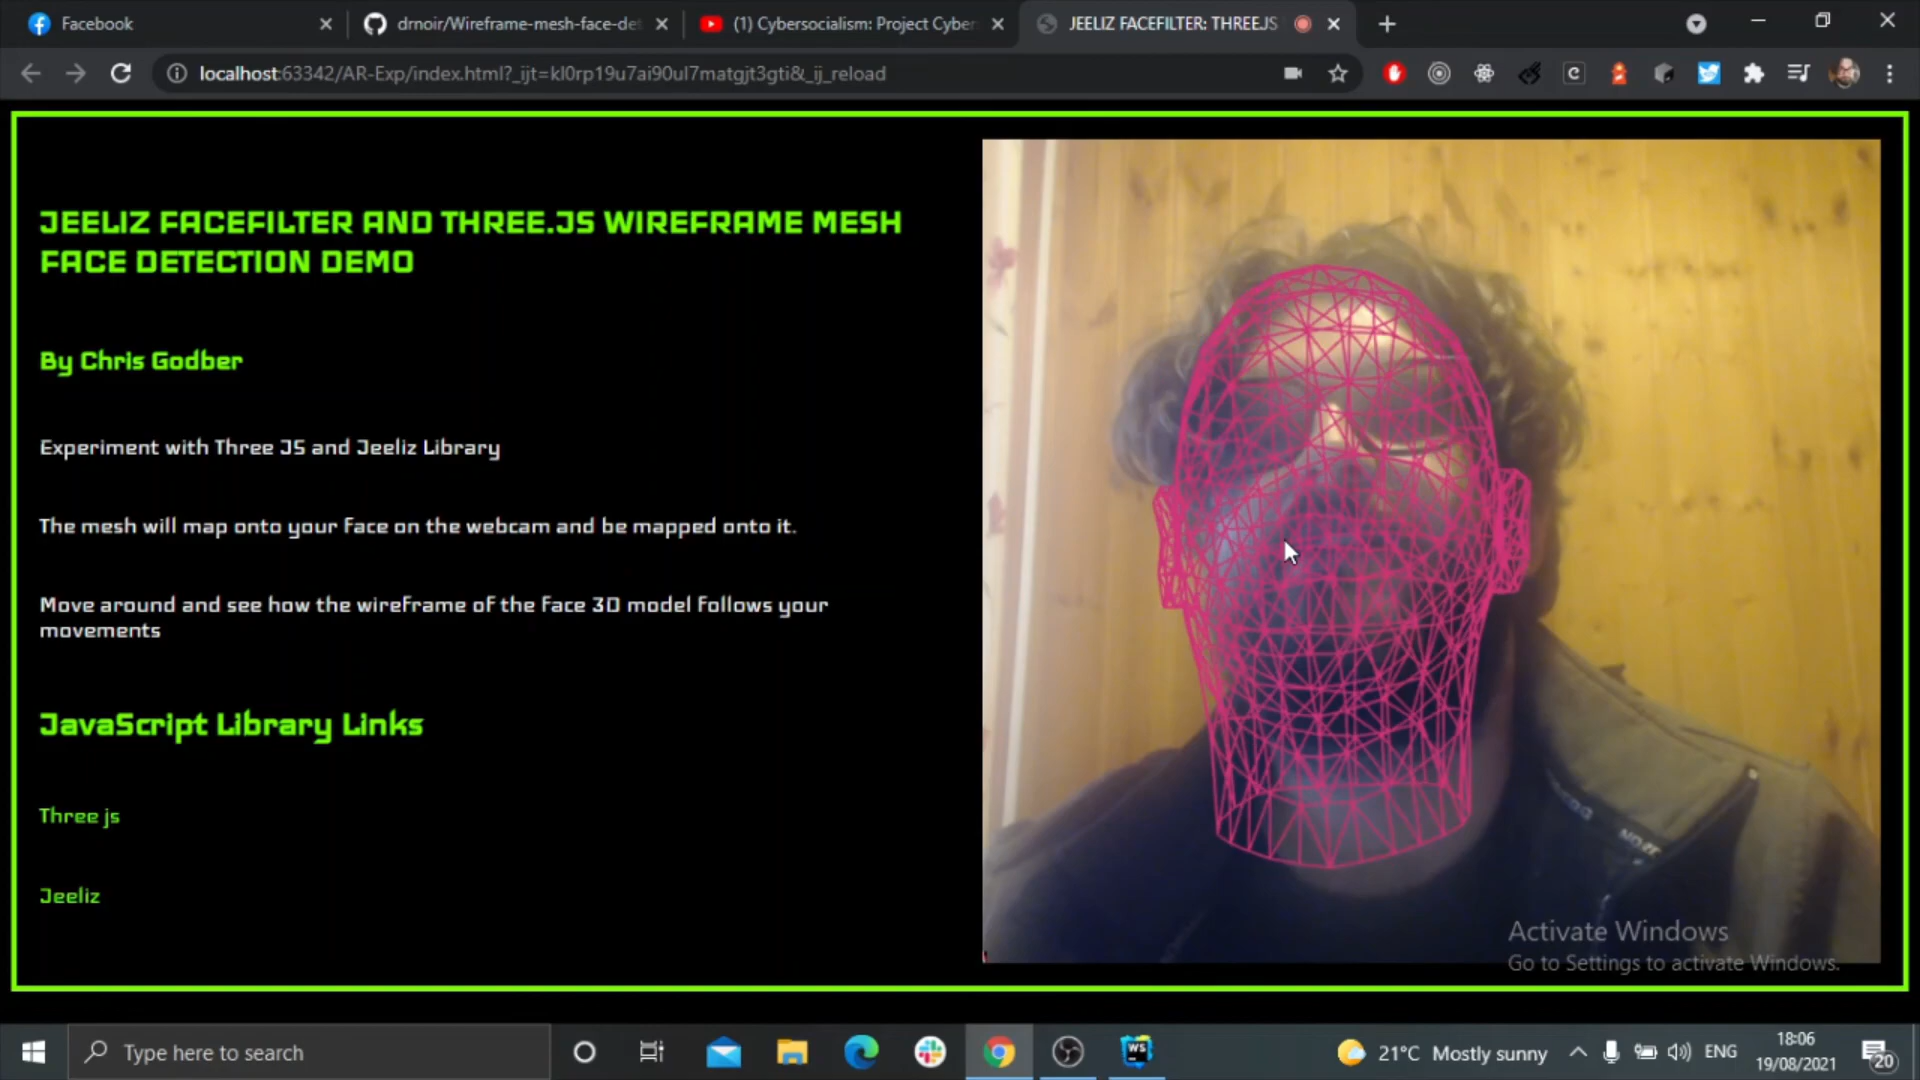 Facebook
drnoir/Wireframe-mesh-face-det
(1) Cybersocialism: Project Cyber
JEELIZ FACEFILTER: THREE.JS
localhost:63342/AR-Exp/index.html?_ijt=kl0rp19u7ai90ul7matgjt3gti&_ij_reload
JEELIZ FACEFILTER AND THREE.JS WIREFRAME MESH
FACE DETECTION DEMO
By Chris Godber
Experiment with Three JS and Jeeliz Library
The mesh will map onto your face on the webcam and be mapped onto it.
Move around and see how the wireframe of the face 3D model follows your
movements
JavaScript Library Links
Three js
Jeeliz
Activate Windows
Go to Settings to activate Windows.
Type here to search
WS
21°C Mostly sunny
ENG
18:06
19/08/2021
20